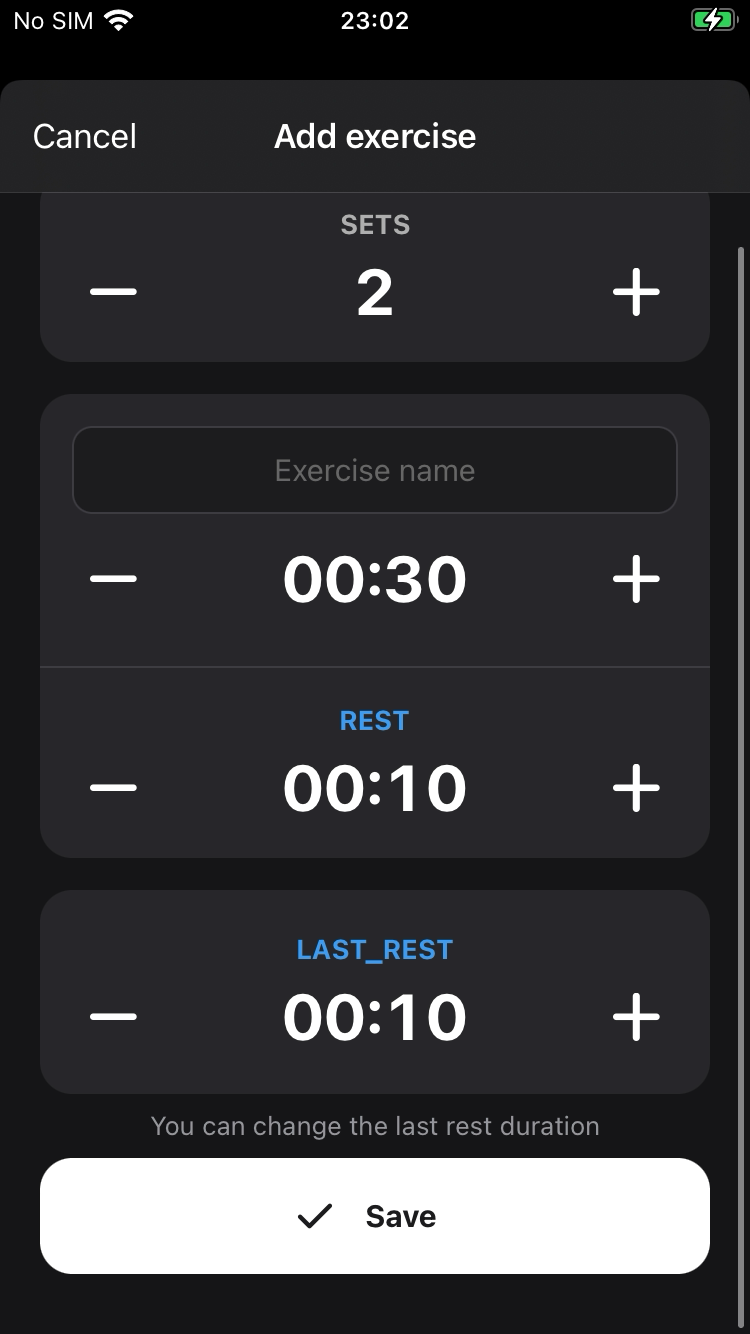 No SIM 23:02
Cancel Add exercise
SETS
2
Exercise name
00:30
REST
00:10
LAST_REST
00:10
You can change the last rest duration
Save